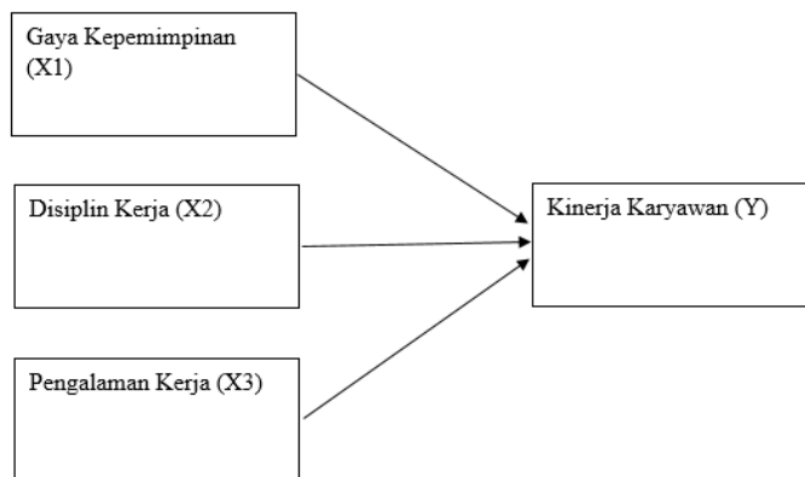 Gaya Kepemimpinan
(X1)
Disiplin Kerja (X2)
Kinerja Karyawan (Y)
Pengalaman Kerja (X3)